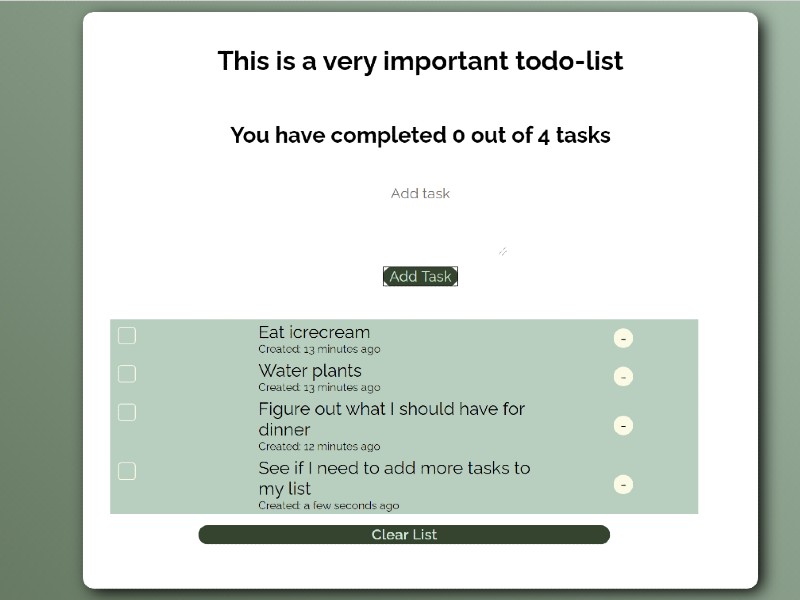 This is a very important todo-list
You have completed 0 out of 4 tasks
Add task
Add Task
Eat icrecream
Created: 13 minutes ago
-
Water plants
Created: 13 minutes ago
-
Figure out what I should have for
dinner
Created: 12 minutes ago
-
See if I need to add more tasks to
my list
Created: a few seconds ago
-
Clear List